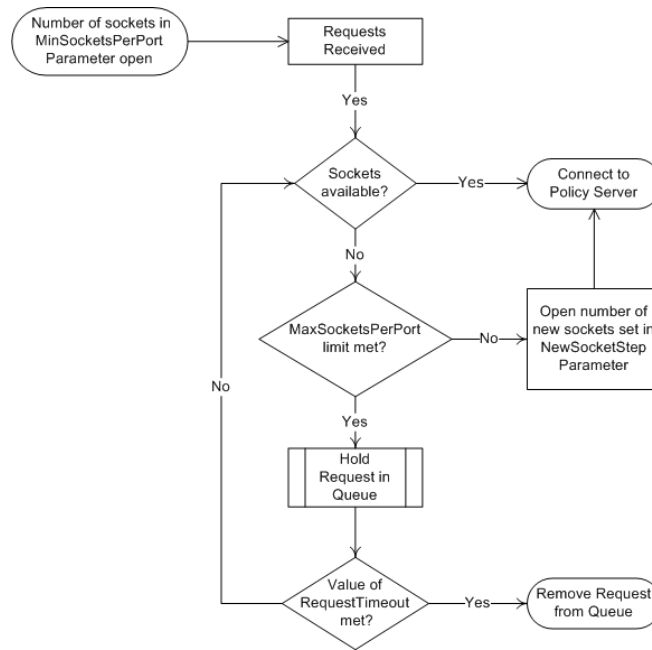 Number of sockets in
MinSocketsPerPort
Parameter open
Requests
Received
Yes
Sockets
available?
Yes
Connect to
Policy Server
No
MaxSocketsPerPort
limit met?
No
Open number of
new sockets set in
NewSocketStep
Parameter
No
Yes
Hold
Request in
Queue
Value of
RequestTimeout
met?
Yes
Remove Request
from Queue